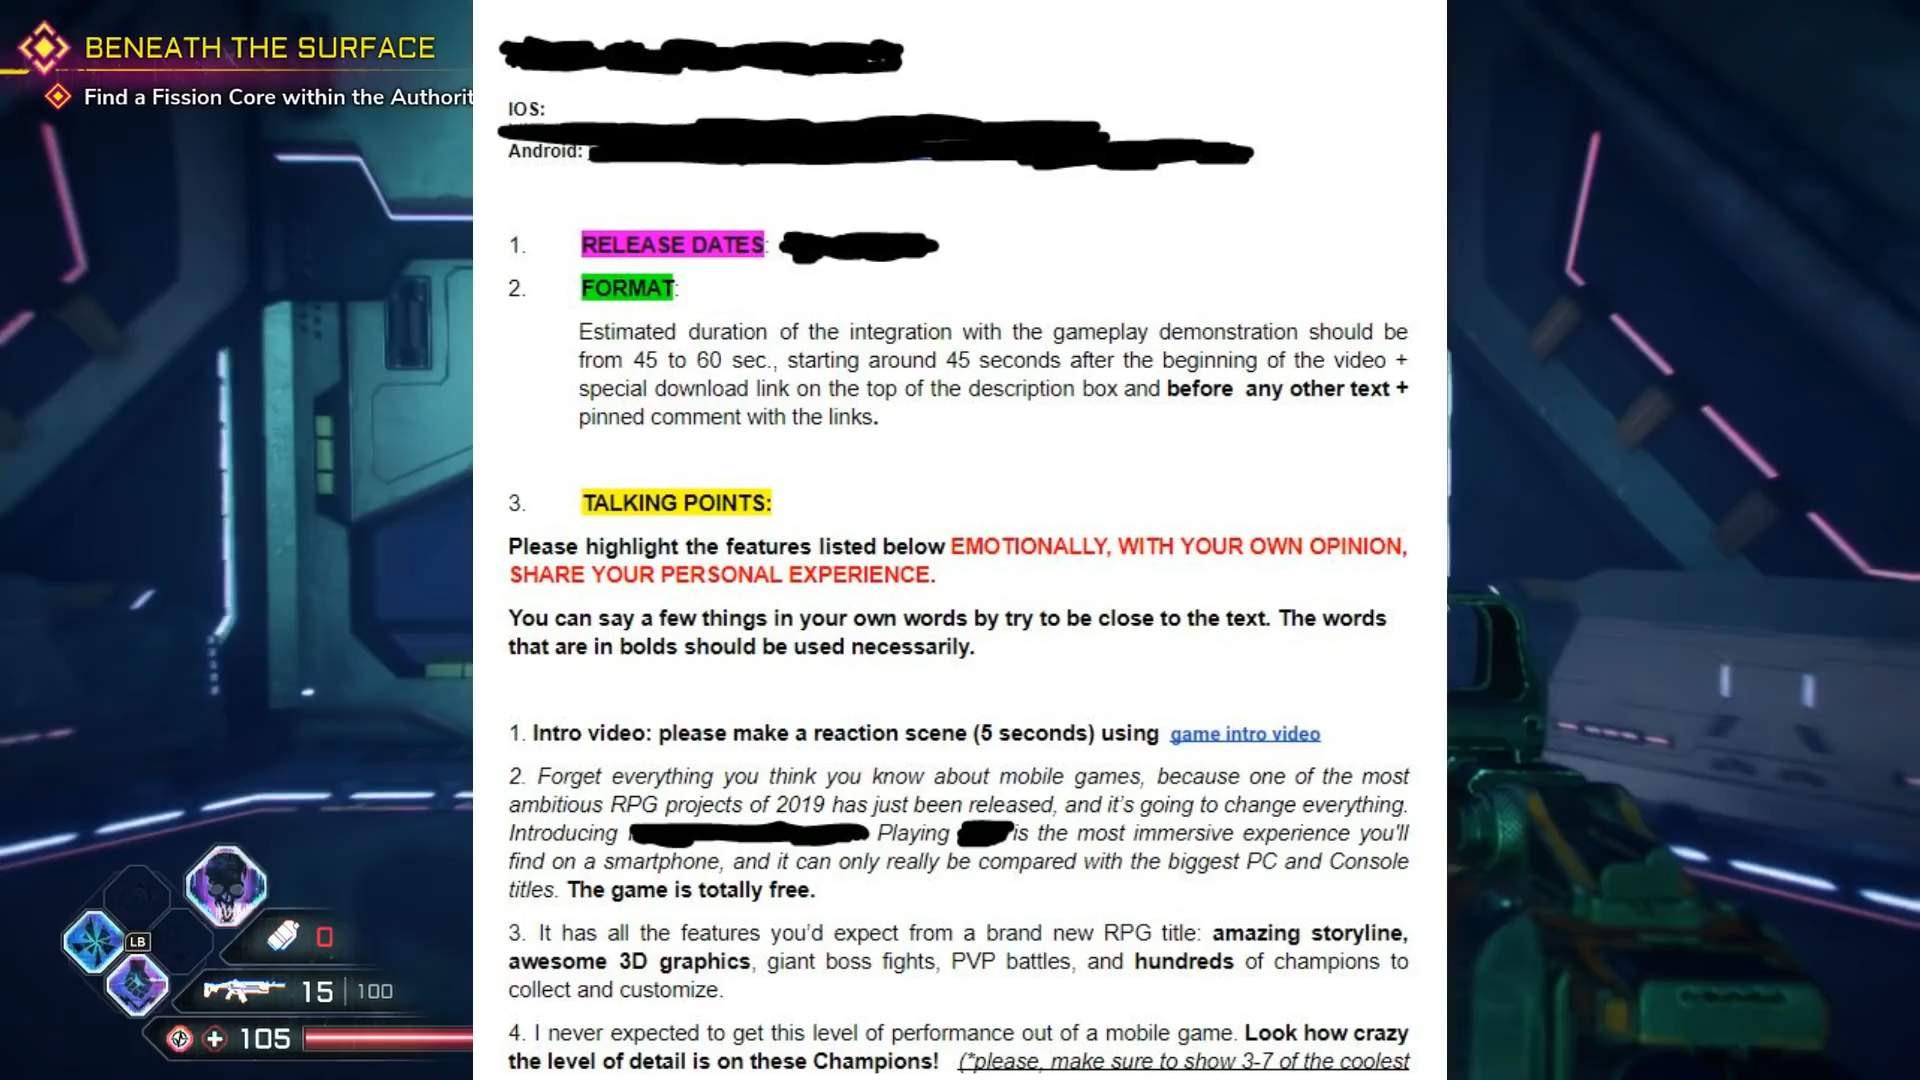 BENEATH THE SURFACE
Find a Fission Core within the Authorit
IOS:
Android:
1. RELEASE DATES:
2. FORMAT:
Estimated duration of the integration with the gameplay demonstration should be
from 45 to 60 sec., starting around 45 seconds after the beginning of the video +
special download link on the top of the description box and before any other text +
pinned comment with the links.
3. TALKING POINTS:
Please highlight the features listed below EMOTIONALLY, WITH YOUR OWN OPINION,
SHARE YOUR PERSONAL EXPERIENCE.
You can say a few things in your own words by try to be close to the text. The words
that are in bolds should be used necessarily.
1. Intro video: please make a reaction scene (5 seconds) using game intro video
2. Forget everything you think you know about mobile games, because one of the most
ambitious RPG projects of 2019 has just been released, and it's going to change everything.
Introducing Playing is the most immersive experience you'll
find on a smartphone, and it can only really be compared with the biggest PC and Console
titles. The game is totally free.
3. It has all the features you'd expect from a brand new RPG title: amazing storyline,
awesome 3D graphics, giant boss fights, PVP battles, and hundreds of champions to
collect and customize.
4. I never expected to get this level of performance out of a mobile game. Look how crazy
the level of detail is on these Champions! (*please, make sure to show 3-7 of the coolest
LB
0
15 | 100
105